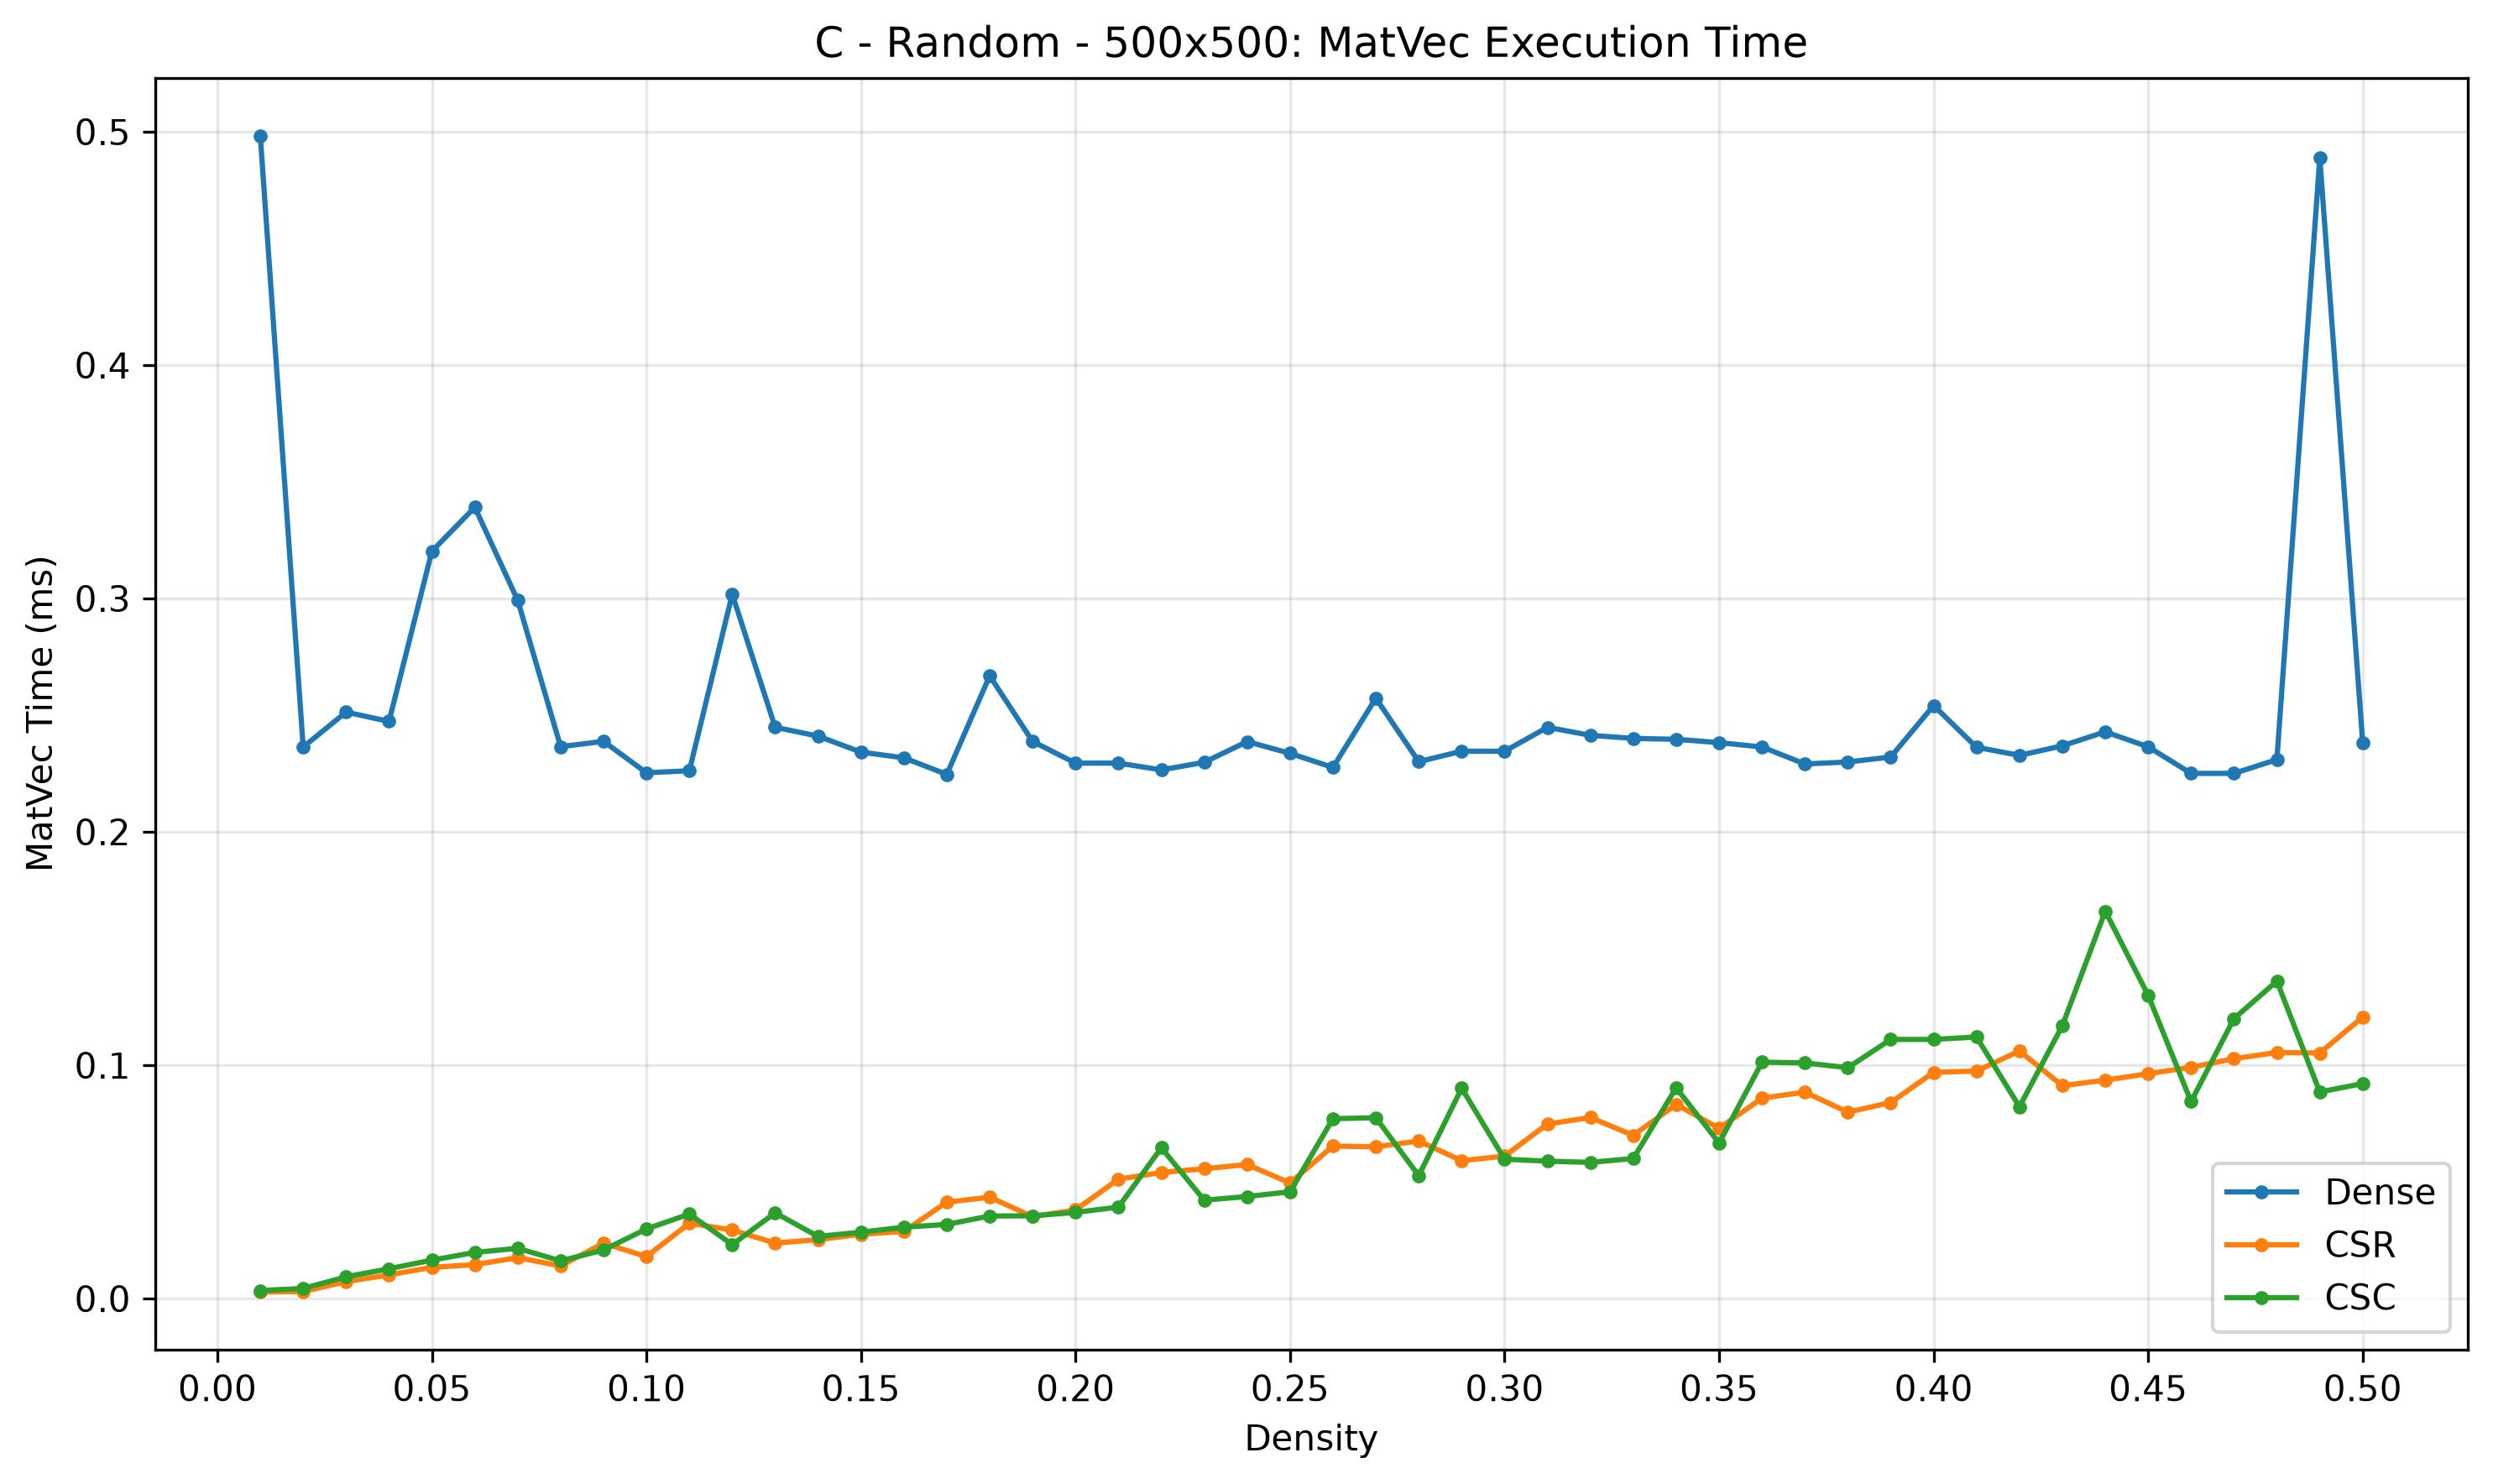 C - Random - 500x500: MatVec Execution Time
MatVec Time (ms)
0.5
0.4
0.3
0.2
0.1
0.0
0.00 0.05 0.10 0.15 0.20 0.25 0.30 0.35 0.40 0.45 0.50
Density
Dense
CSR
CSC